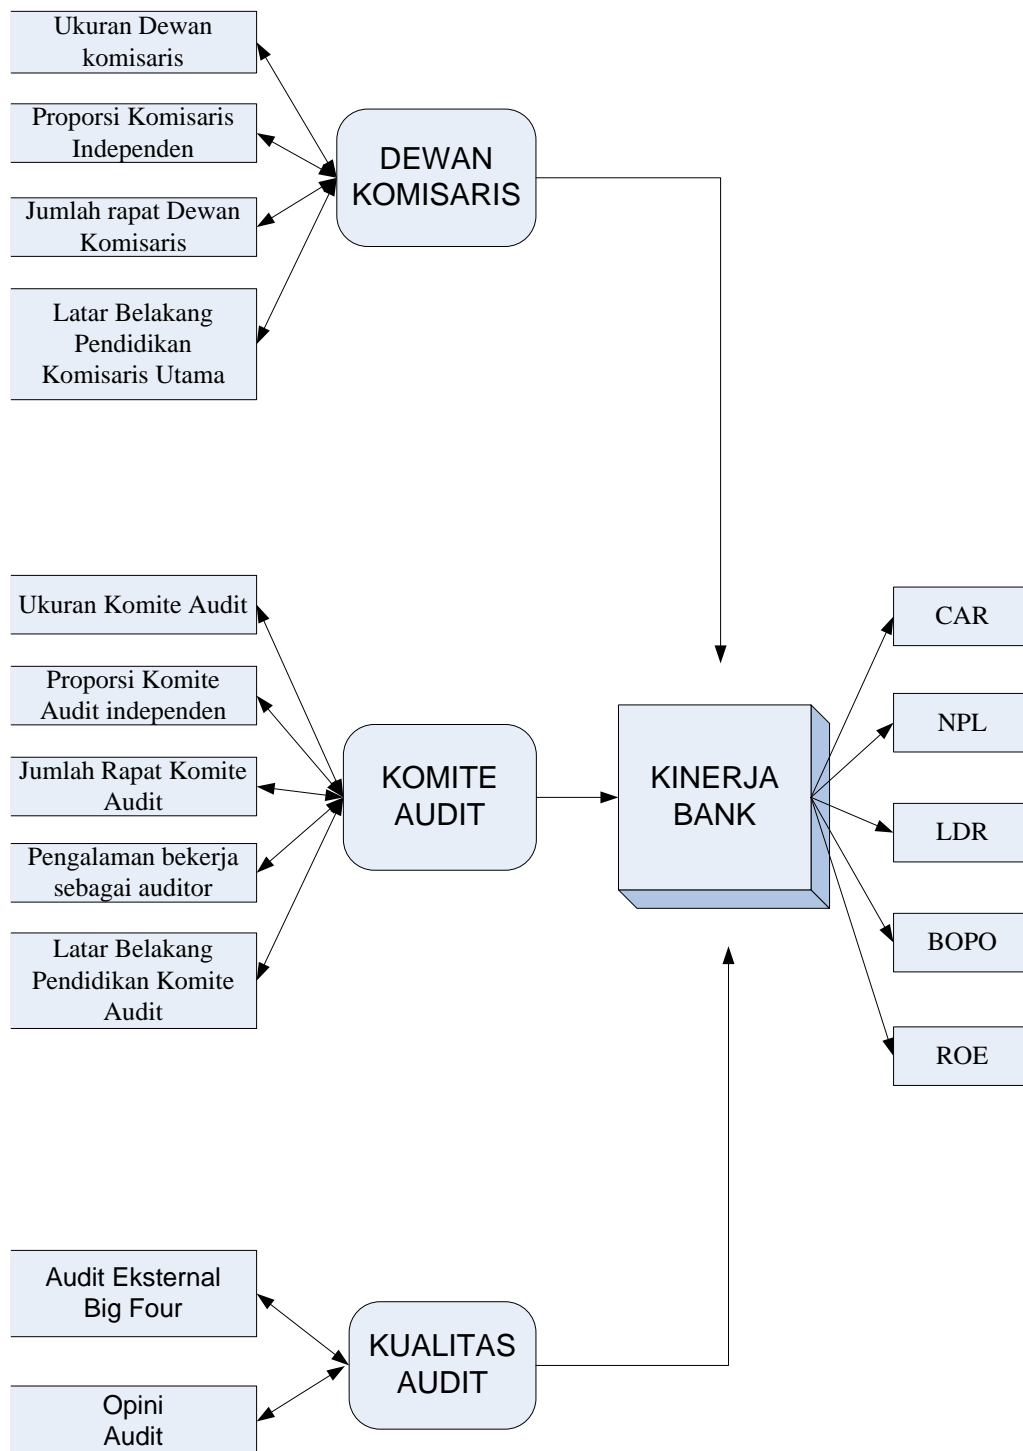 Ukuran Dewan
komisaris
Proporsi Komisaris
Independen
Jumlah rapat Dewan
Komisaris
Latar Belakang
Pendidikan
Komisaris Utama
DEWAN
KOMISARIS
Ukuran Komite Audit
Proporsi Komite
Audit independen
Jumlah Rapat Komite
Audit
Pengalaman bekerja
sebagai auditor
Latar Belakang
Pendidikan Komite
Audit
KOMITE
AUDIT
KINERJA
BANK
CAR
NPL
LDR
BOPO
ROE
Audit Eksternal
Big Four
Opini
Audit
KUALITAS
AUDIT